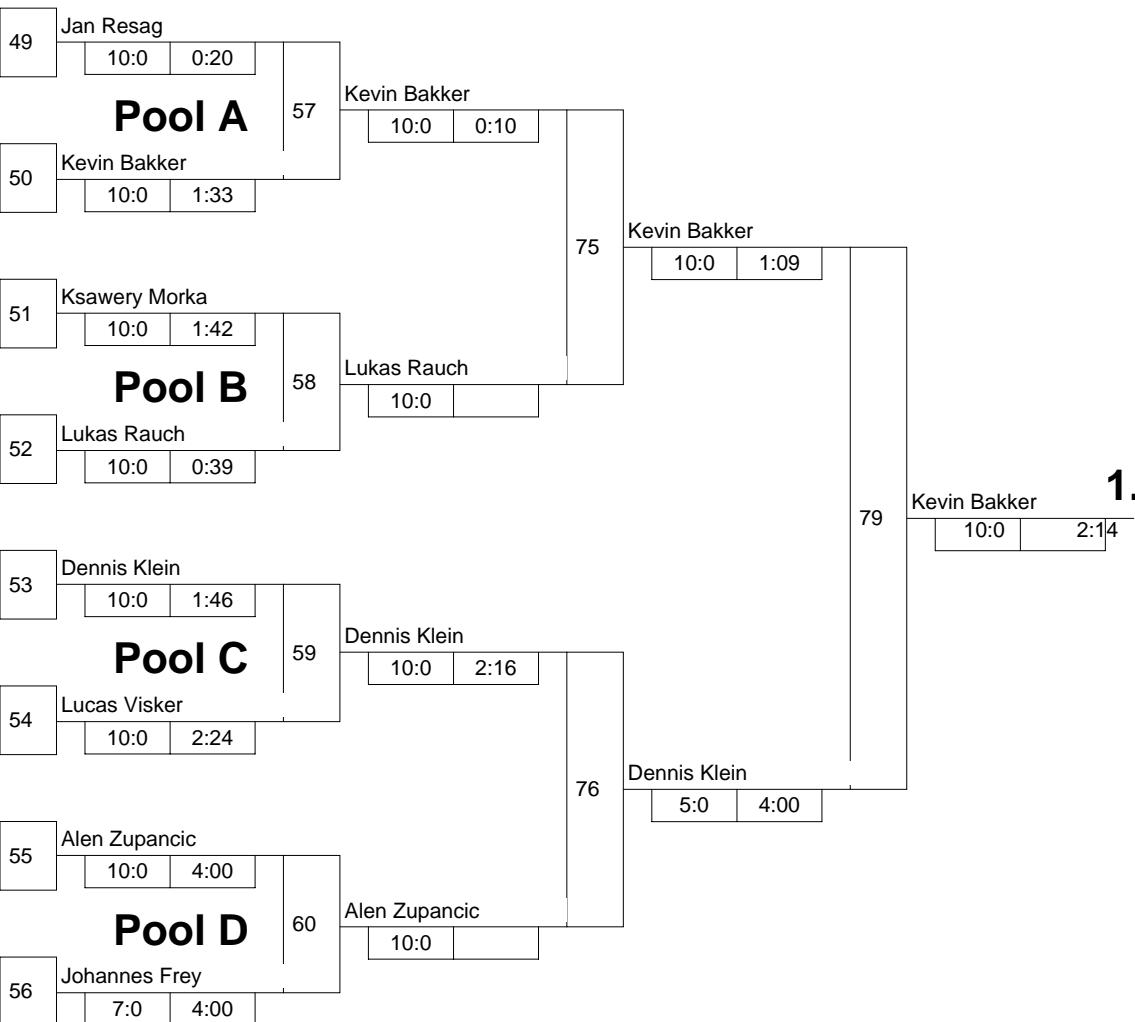 49 Jan Resag
10:0 0:20
Pool A 57 Kevin Bakker
10:0 0:10
50 Kevin Bakker
10:0 1:33
75 Kevin Bakker
10:0 1:09
51 Ksawery Morka
10:0 1:42
Pool B 58 Lukas Rauch
10:0
52 Lukas Rauch
10:0 0:39
79 Kevin Bakker 1.
10:0 2:14
53 Dennis Klein
10:0 1:46
Pool C 59 Dennis Klein
10:0 2:16
54 Lucas Visker
10:0 2:24
76 Dennis Klein
5:0 4:00
55 Alen Zupancic
10:0 4:00
Pool D 60 Alen Zupancic
10:0
56 Johannes Frey
7:0 4:00